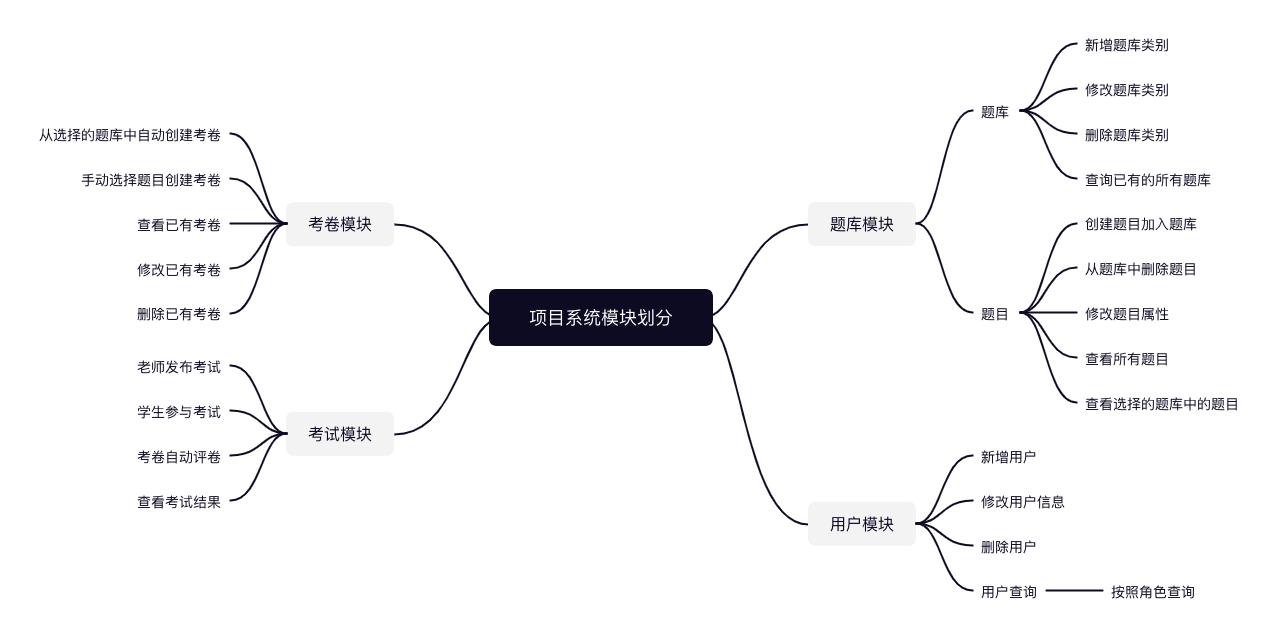 项目系统模块划分
考卷模块
从选择的题库中自动创建考卷
手动选择题目创建考卷
查看已有考卷
修改已有考卷
删除已有考卷
考试模块
老师发布考试
学生参与考试
考卷自动评卷
查看考试结果
题库模块
题库
新增题库类别
修改题库类别
删除题库类别
查询已有的所有题库
题目
创建题目加入题库
从题库中删除题目
修改题目属性
查看所有题目
查看选择的题库中的题目
用户模块
新增用户
修改用户信息
删除用户
用户查询
按照角色查询